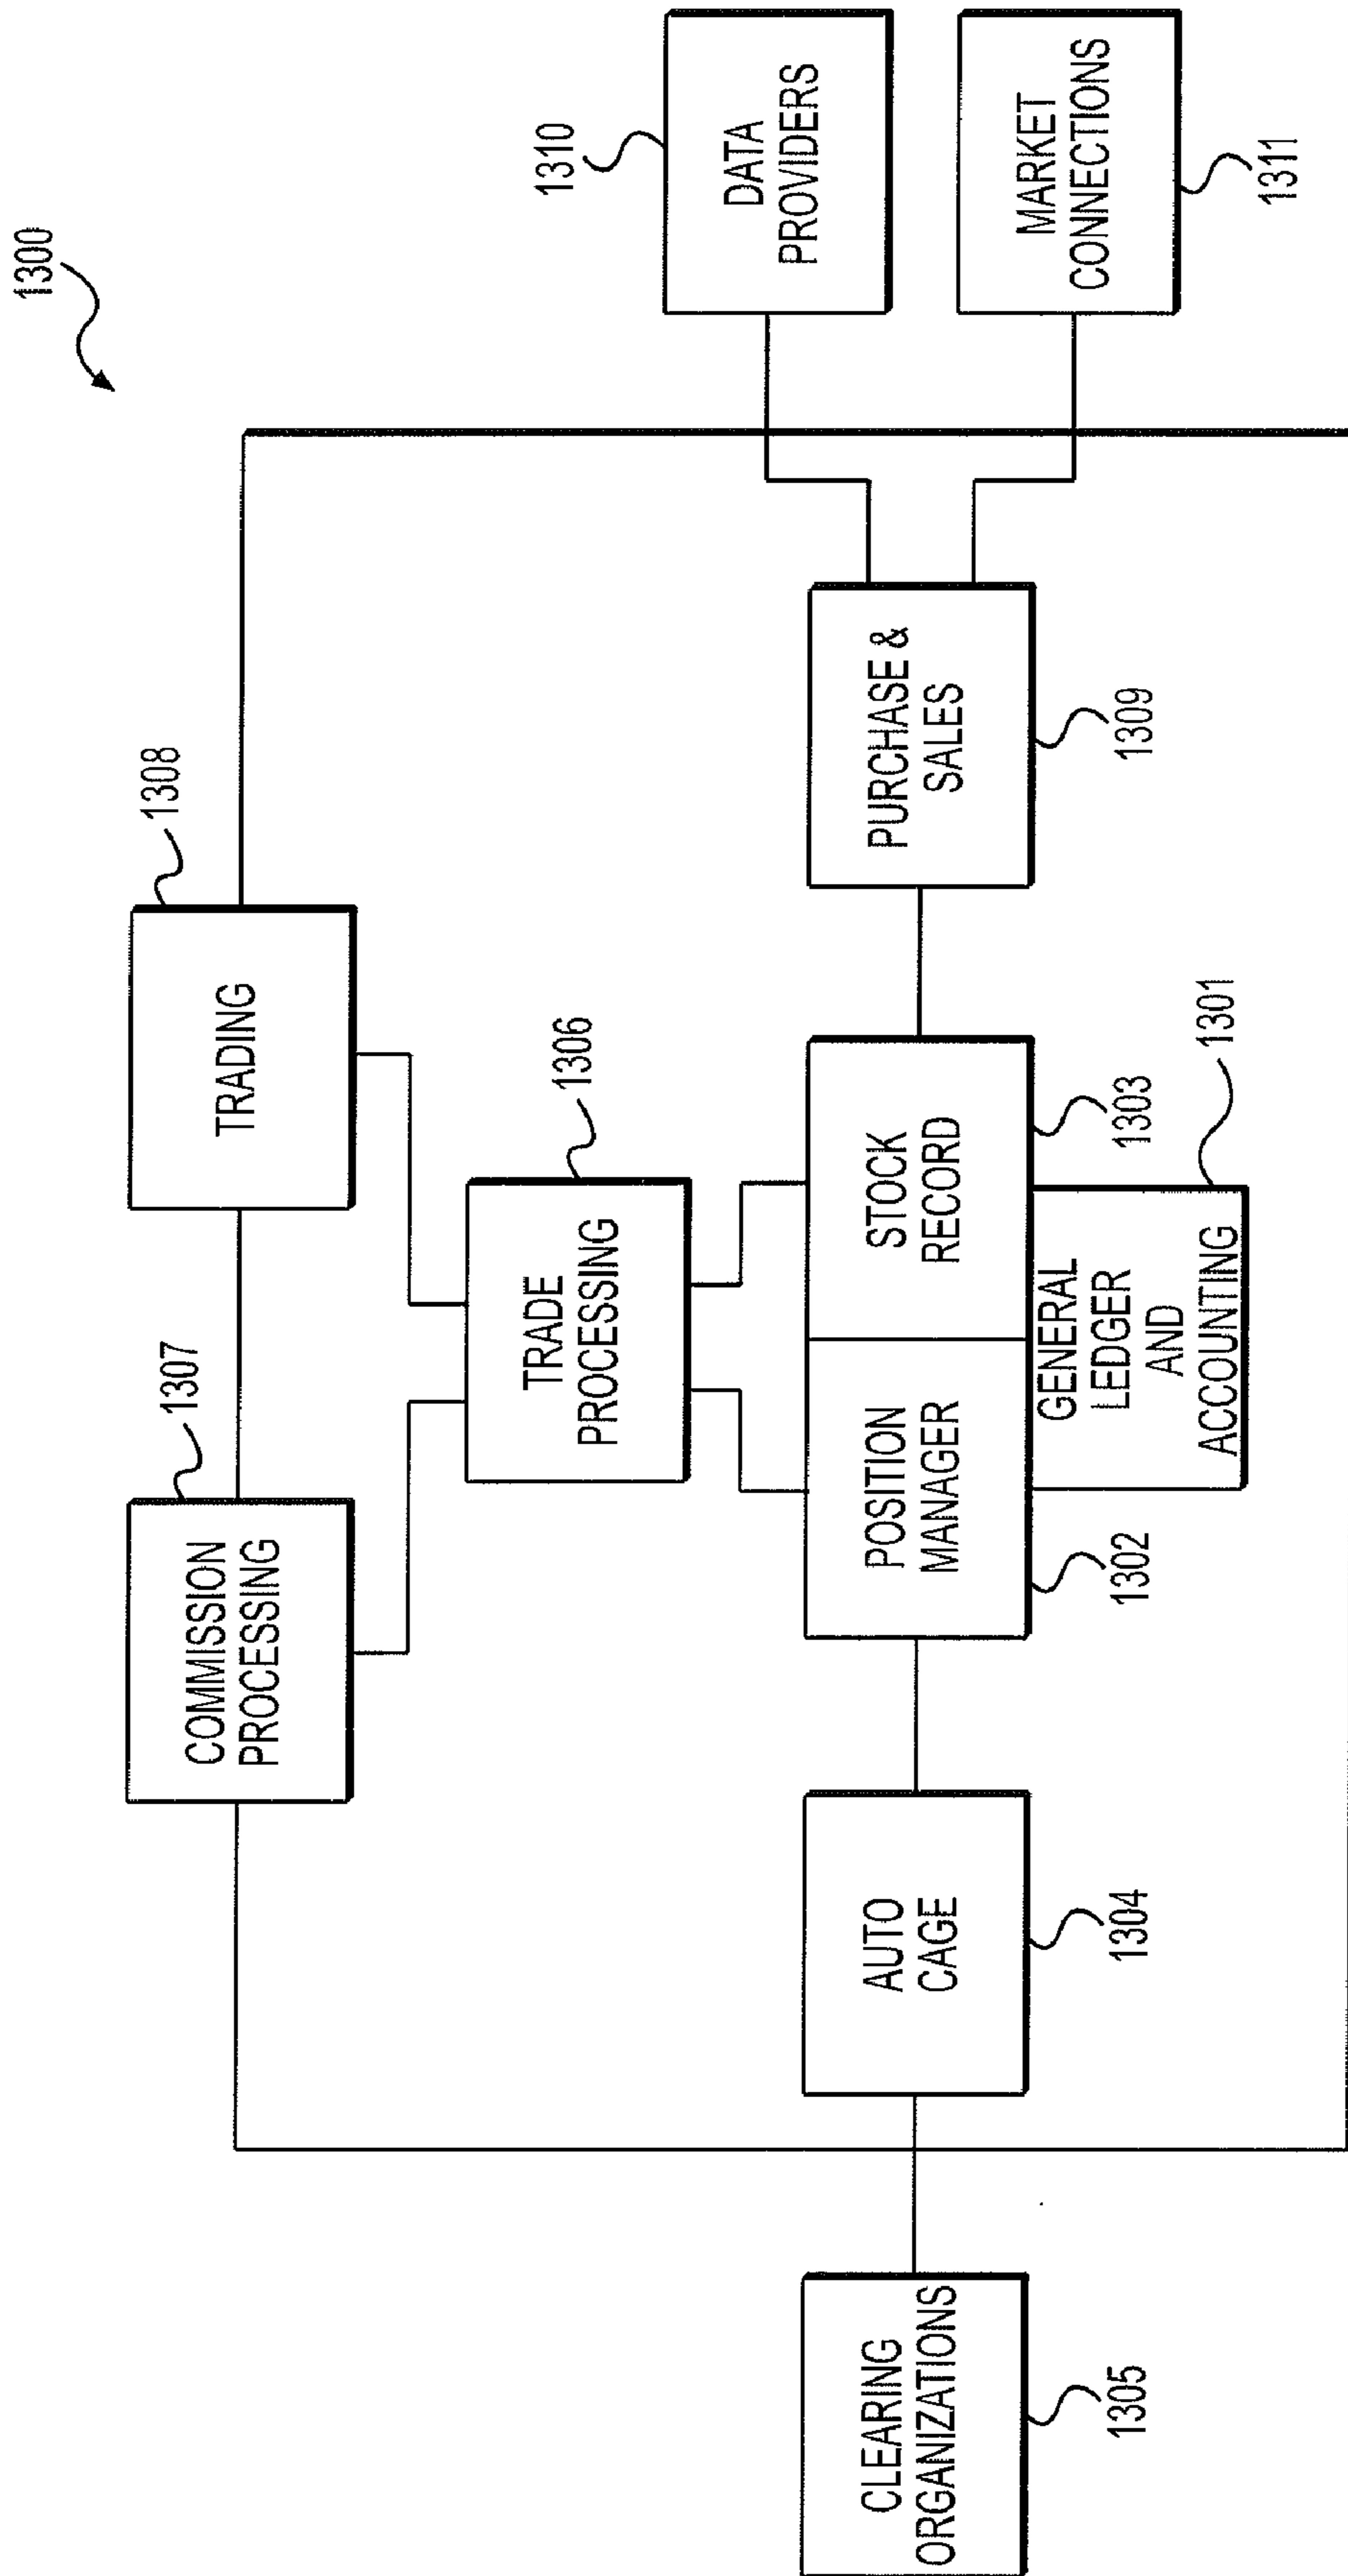 1300
1307
1308
COMMISSION
PROCESSING
TRADING
1306
TRADE
PROCESSING
1310
DATA
PROVIDERS
CLEARING
ORGANIZATIONS
1305
AUTO
CAGE
1304
POSITION
MANAGER
1302
STOCK
RECORD
1303
GENERAL
LEDGER
AND
ACCOUNTING
1301
PURCHASE &
SALES
1309
MARKET
CONNECTIONS
1311